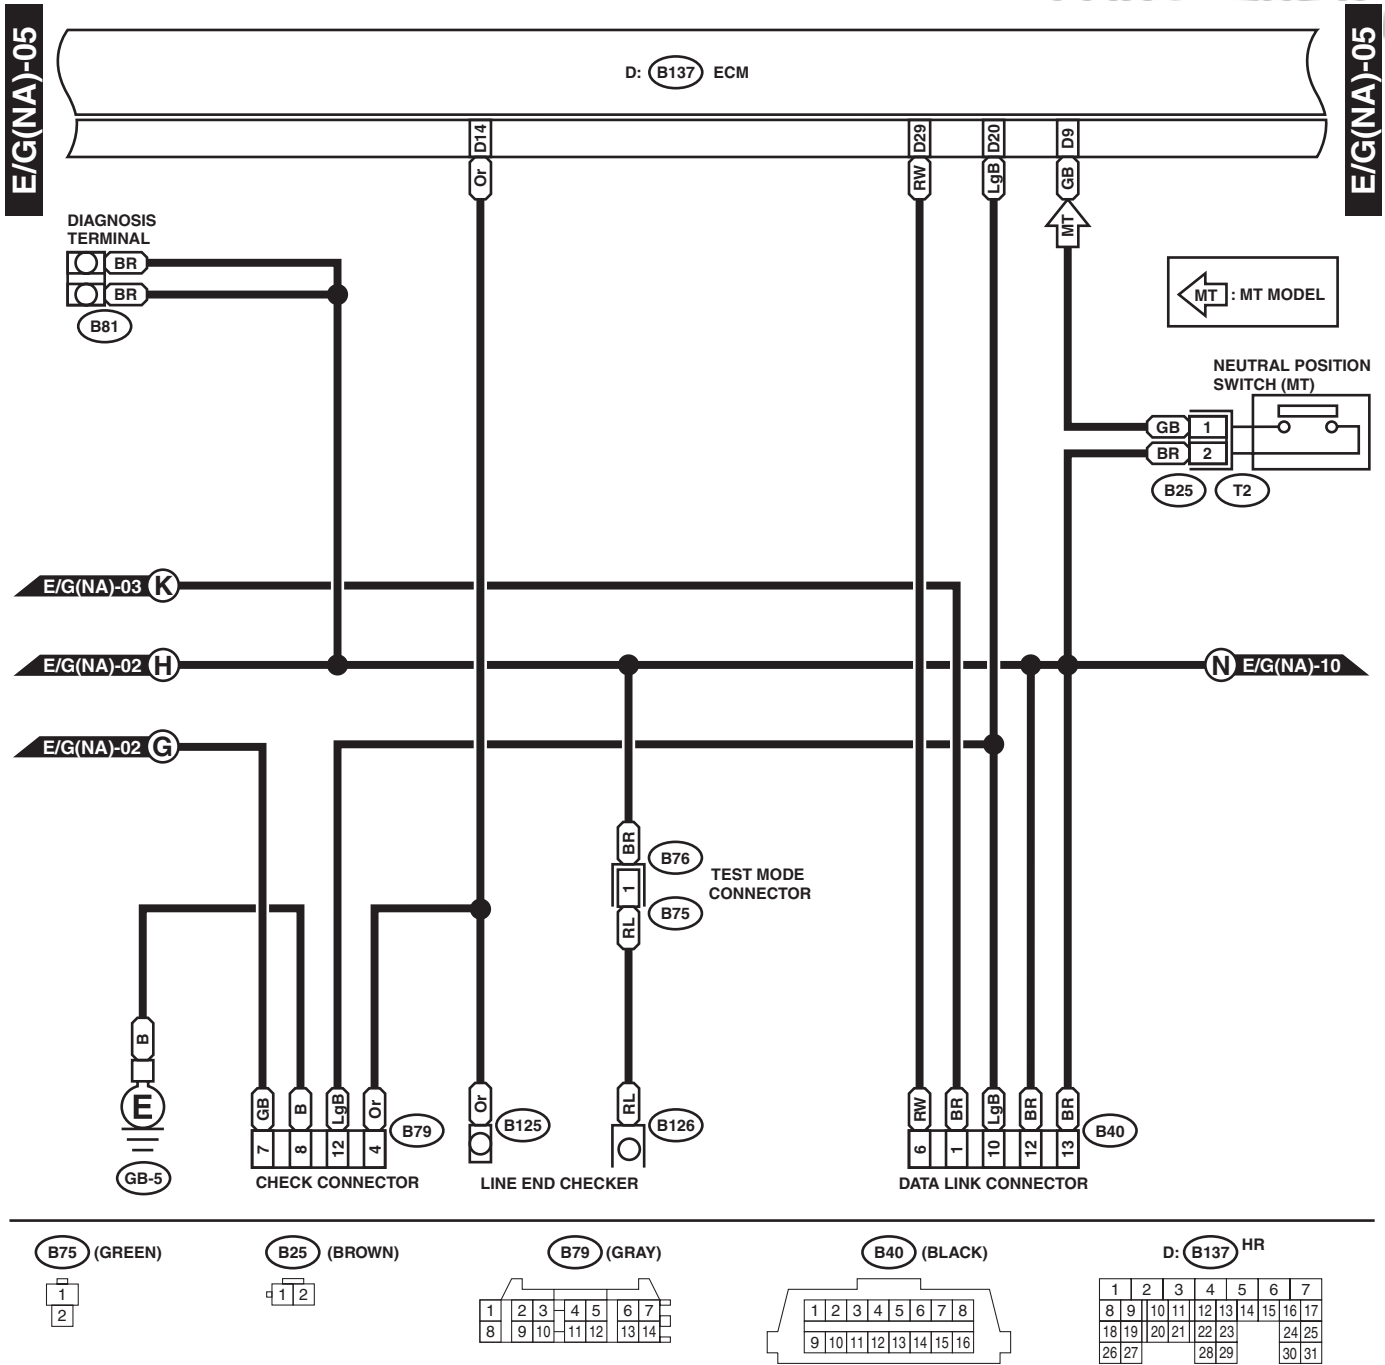 E/G(NA)-05
E/G(NA)-05
D: B137 ECM
D14 D29 D20 D9
Or RW LgB GB
MT
DIAGNOSIS
TERMINAL
BR
BR
B81
MT : MT MODEL
NEUTRAL POSITION
SWITCH (MT)
GB 1
BR 2
B25 T2
E/G(NA)-03 K
E/G(NA)-02 H
N E/G(NA)-10
E/G(NA)-02 G
BR
B76
1
TEST MODE
CONNECTOR
B75
RL
B
E
GB-5
GB B LgB Or
7 8 12 4
B79
CHECK CONNECTOR
Or
B125
RL
B126
LINE END CHECKER
RW BR LgB BR BR
6 1 10 12 13
B40
DATA LINK CONNECTOR
B75 (GREEN)
1
2
B25 (BROWN)
1 2
B79 (GRAY)
1 2 3 4 5 6 7
8 9 10 11 12 13 14
B40 (BLACK)
1 2 3 4 5 6 7 8
9 10 11 12 13 14 15 16
D: B137 HR
1 2 3 4 5 6 7
8 9 10 11 12 13 14 15 16 17
18 19 20 21 22 23 24 25
26 27 28 29 30 31